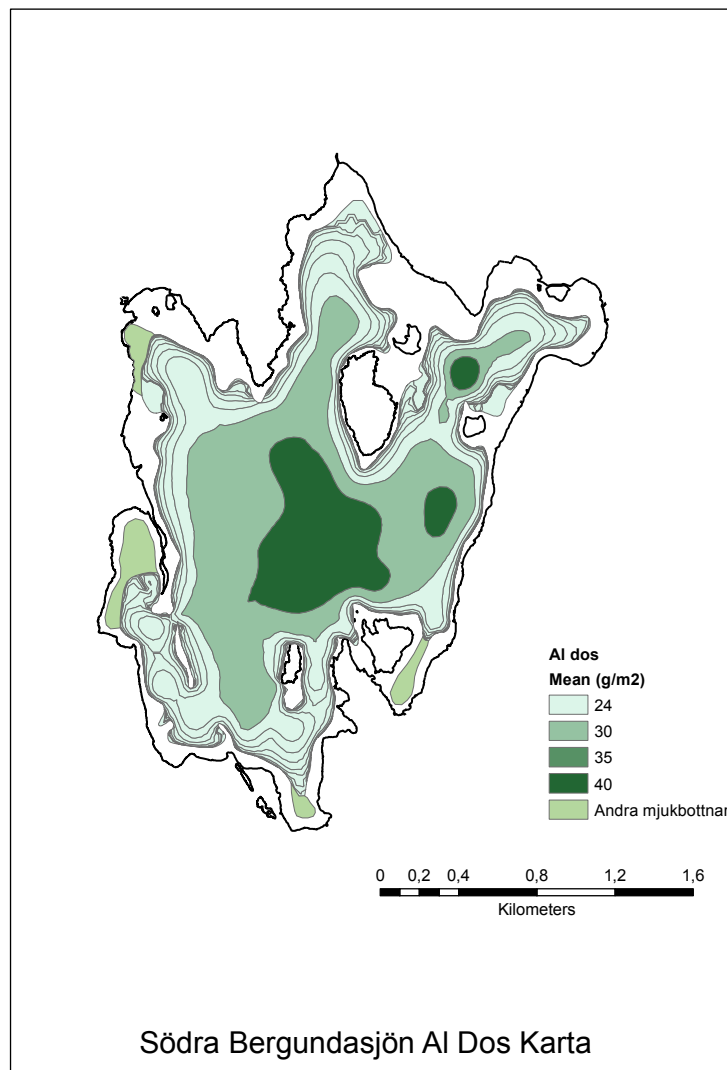 Al dos
Mean (g/m2)
24
30
35
40
Andra mjukbottnar
0 0,2 0,4 0,8 1,2 1,6
Kilometers
Södra Bergundasjön Al Dos Karta